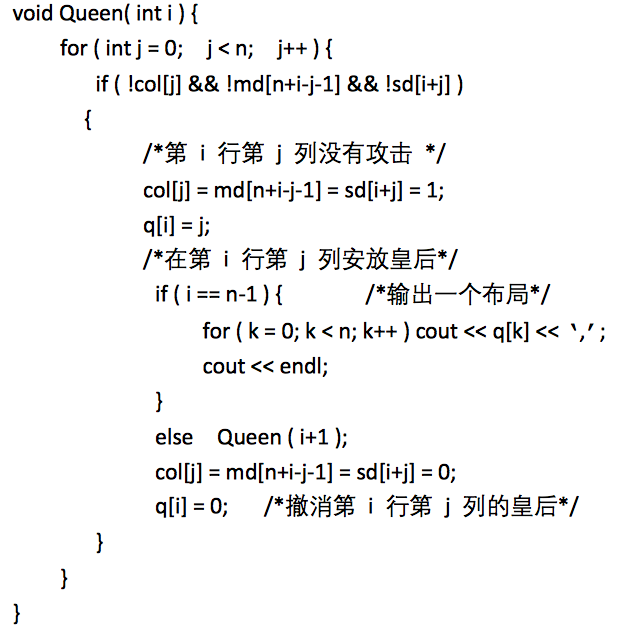 void Queen( int i ) {
for ( int j = 0; j < n; j++ ) {
if ( !col[j] && !md[n+i-j-1] && !sd[i+j] )
{
/*第 i 行第 j 列没有攻击 */
col[j] = md[n+i-j-1] = sd[i+j] = 1;
q[i] = j;
/*在第 i 行第 j 列安放皇后*/
if ( i == n-1 ) { /*输出一个布局*/
for ( k = 0; k < n; k++ ) cout << q[k] << ‘,’ ;
cout << endl;
}
else Queen ( i+1 );
col[j] = md[n+i-j-1] = sd[i+j] = 0;
q[i] = 0; /*撤消第 i 行第 j 列的皇后*/
}
}
}